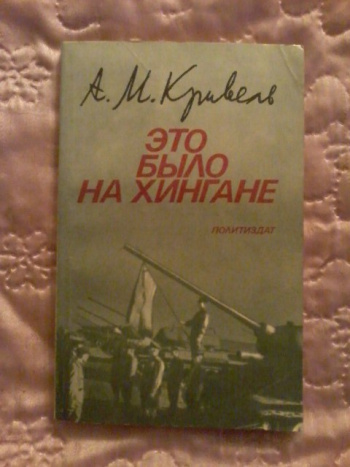 А. М. Кривель
ЭТО
БЫЛО
НА ХИНГАНЕ
ПОЛИТИЗДАТ